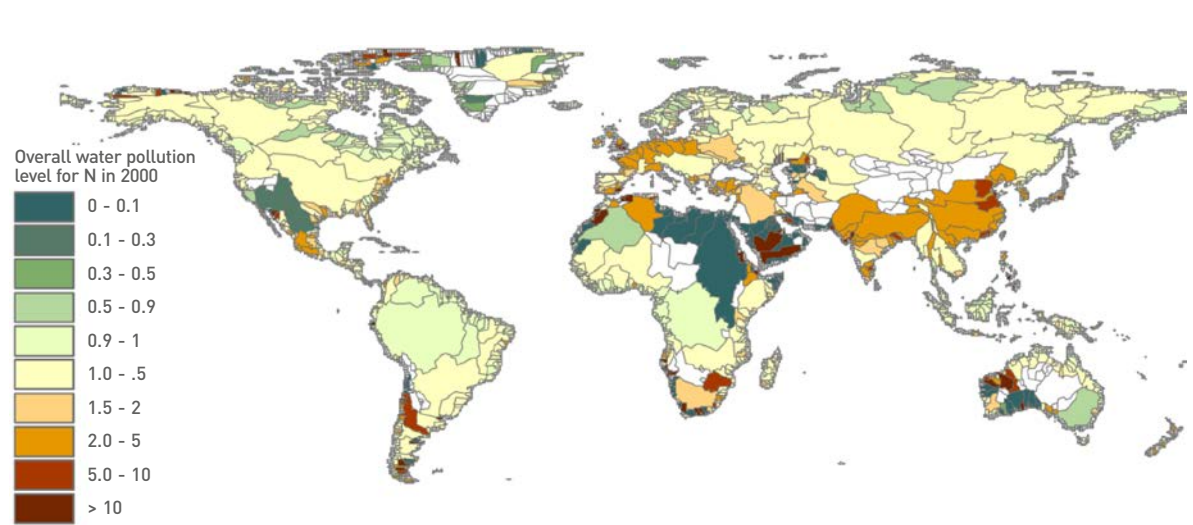 Overall water pollution
level for N in 2000
0 - 0.1
0.1 - 0.3
0.3 - 0.5
0.5 - 0.9
0.9 - 1
1.0 - .5
1.5 - 2
2.0 - 5
5.0 - 10
> 10